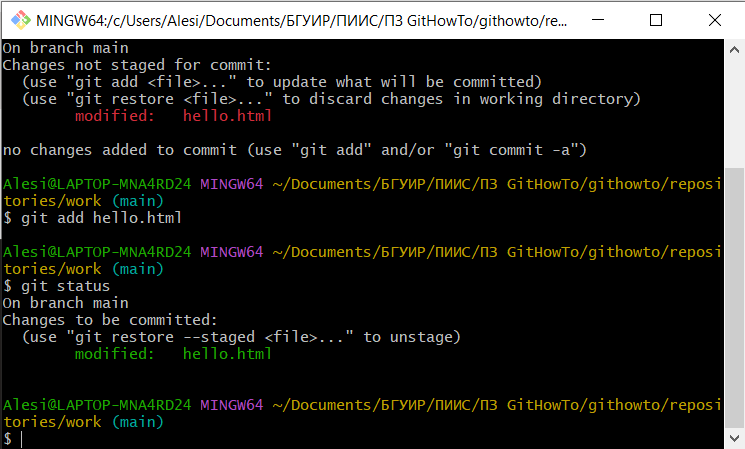 MINGW64:/c/Users/Alesi/Documents/БГУИР/ПИИС/ПЗ GitHowTo/githowto/re...
On branch main
Changes not staged for commit:
  (use "git add <file>..." to update what will be committed)
  (use "git restore <file>..." to discard changes in working directory)
        modified:   hello.html
no changes added to commit (use "git add" and/or "git commit -a")
Alesi@LAPTOP-MNA4RD24 MINGW64 ~/Documents/БГУИР/ПИИС/ПЗ GitHowTo/githowto/reposi
tories/work (main)
$ git add hello.html
Alesi@LAPTOP-MNA4RD24 MINGW64 ~/Documents/БГУИР/ПИИС/ПЗ GitHowTo/githowto/reposi
tories/work (main)
$ git status
On branch main
Changes to be committed:
  (use "git restore --staged <file>..." to unstage)
        modified:   hello.html
Alesi@LAPTOP-MNA4RD24 MINGW64 ~/Documents/БГУИР/ПИИС/ПЗ GitHowTo/githowto/reposi
tories/work (main)
$